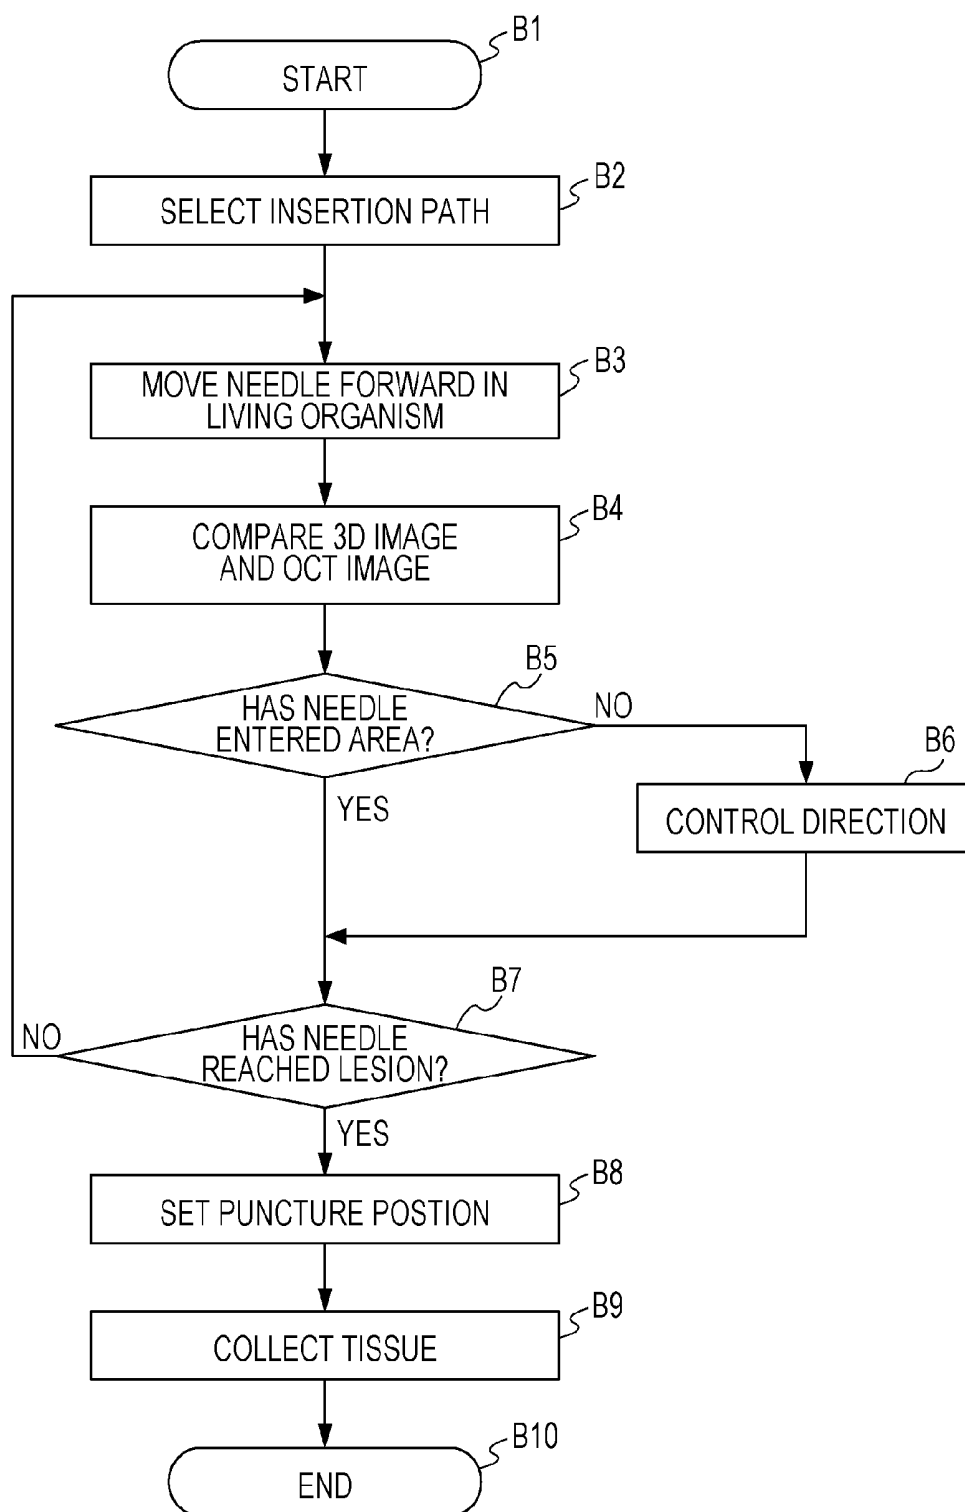 B1
START
B2
SELECT INSERTION PATH
B3
MOVE NEEDLE FORWARD IN
LIVING ORGANISM
B4
COMPARE 3D IMAGE
AND OCT IMAGE
B5
HAS NEEDLE
ENTERED AREA?
NO
YES
B6
CONTROL DIRECTION
B7
HAS NEEDLE
REACHED LESION?
NO
YES
B8
SET PUNCTURE POSTION
B9
COLLECT TISSUE
B10
END